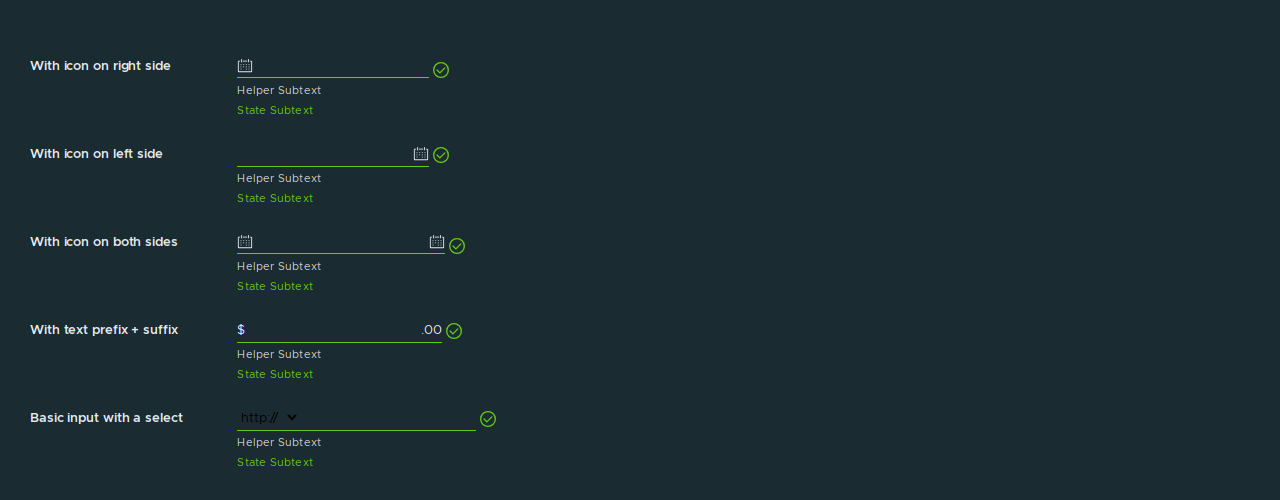 With icon on right side
Helper Subtext
State Subtext
With icon on left side
Helper Subtext
State Subtext
With icon on both sides
Helper Subtext
State Subtext
With text prefix + suffix $ .00
Helper Subtext
State Subtext
Basic input with a select http://
Helper Subtext
State Subtext